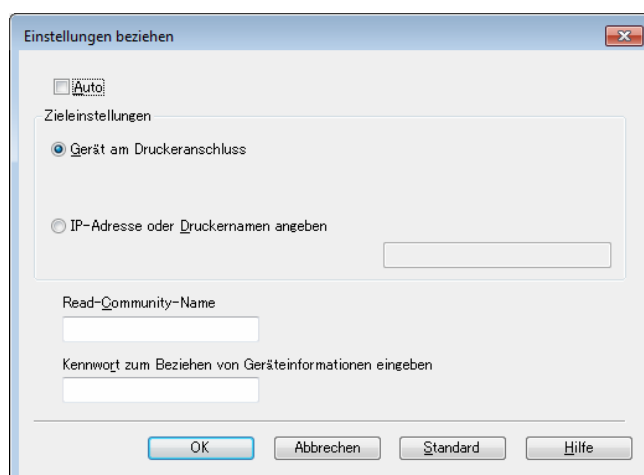 Einstellungen beziehen
Auto
Zieleinstellungen
Gerät am Druckeranschluss
IP-Adresse oder Druckernamen angeben
Read-Community-Name
Kennwort zum Beziehen von Geräteinformationen eingeben
OK Abbrechen Standard Hilfe